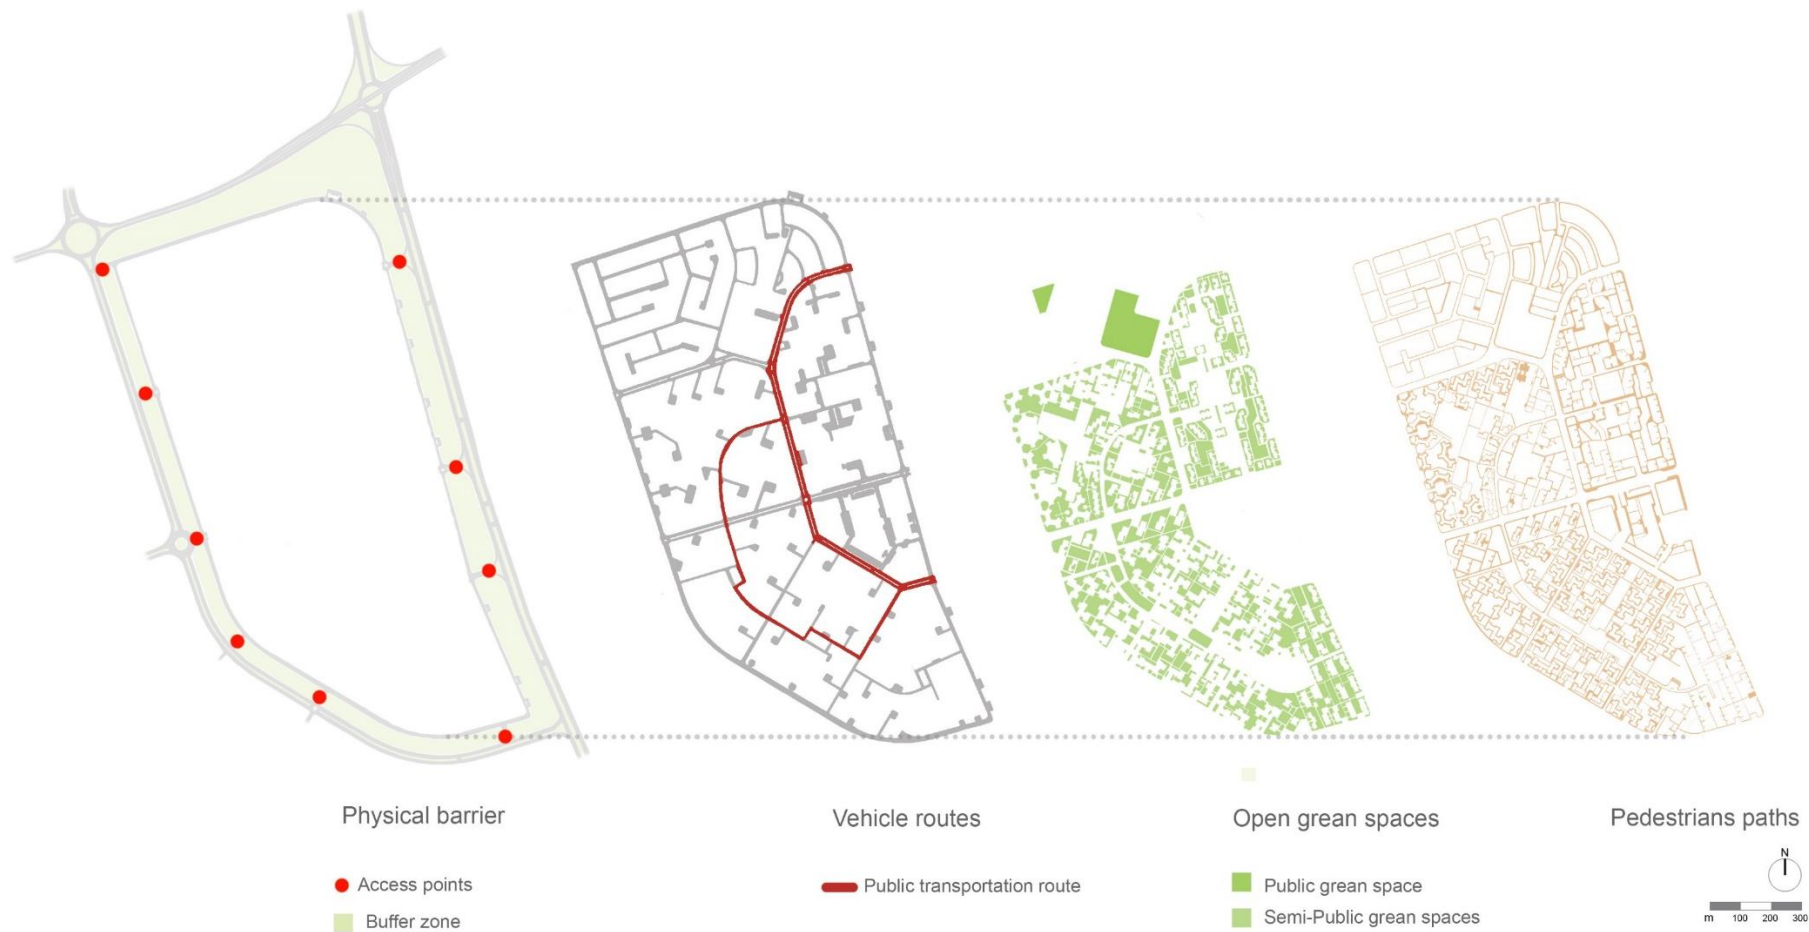 Physical barrier
Access points
Buffer zone
Vehicle routes
Public transportation route
Open grean spaces
Public grean space
Semi-Public grean spaces
Pedestrians paths
N
m 100 200 300